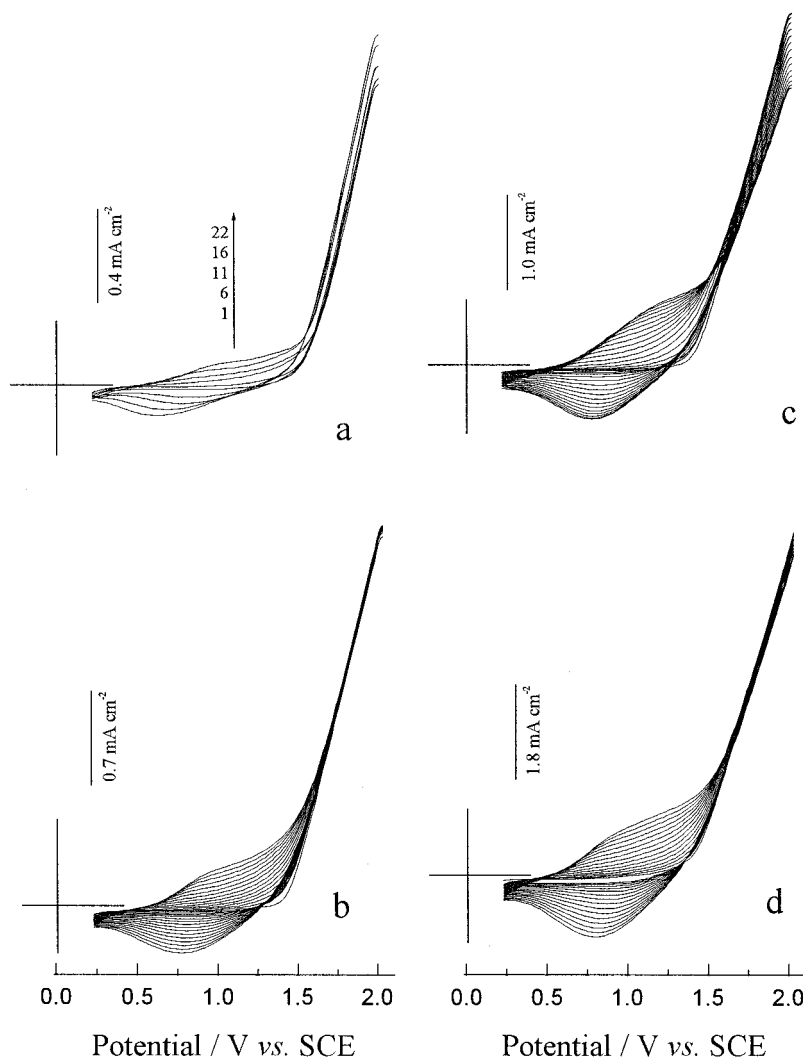 0.4 mA cm⁻²
22
16
11
6
1
a
1.0 mA cm⁻²
c
0.7 mA cm⁻²
b
1.8 mA cm⁻²
d
0.0 0.5 1.0 1.5 2.0
0.0 0.5 1.0 1.5 2.0
Potential / V vs. SCE
Potential / V vs. SCE